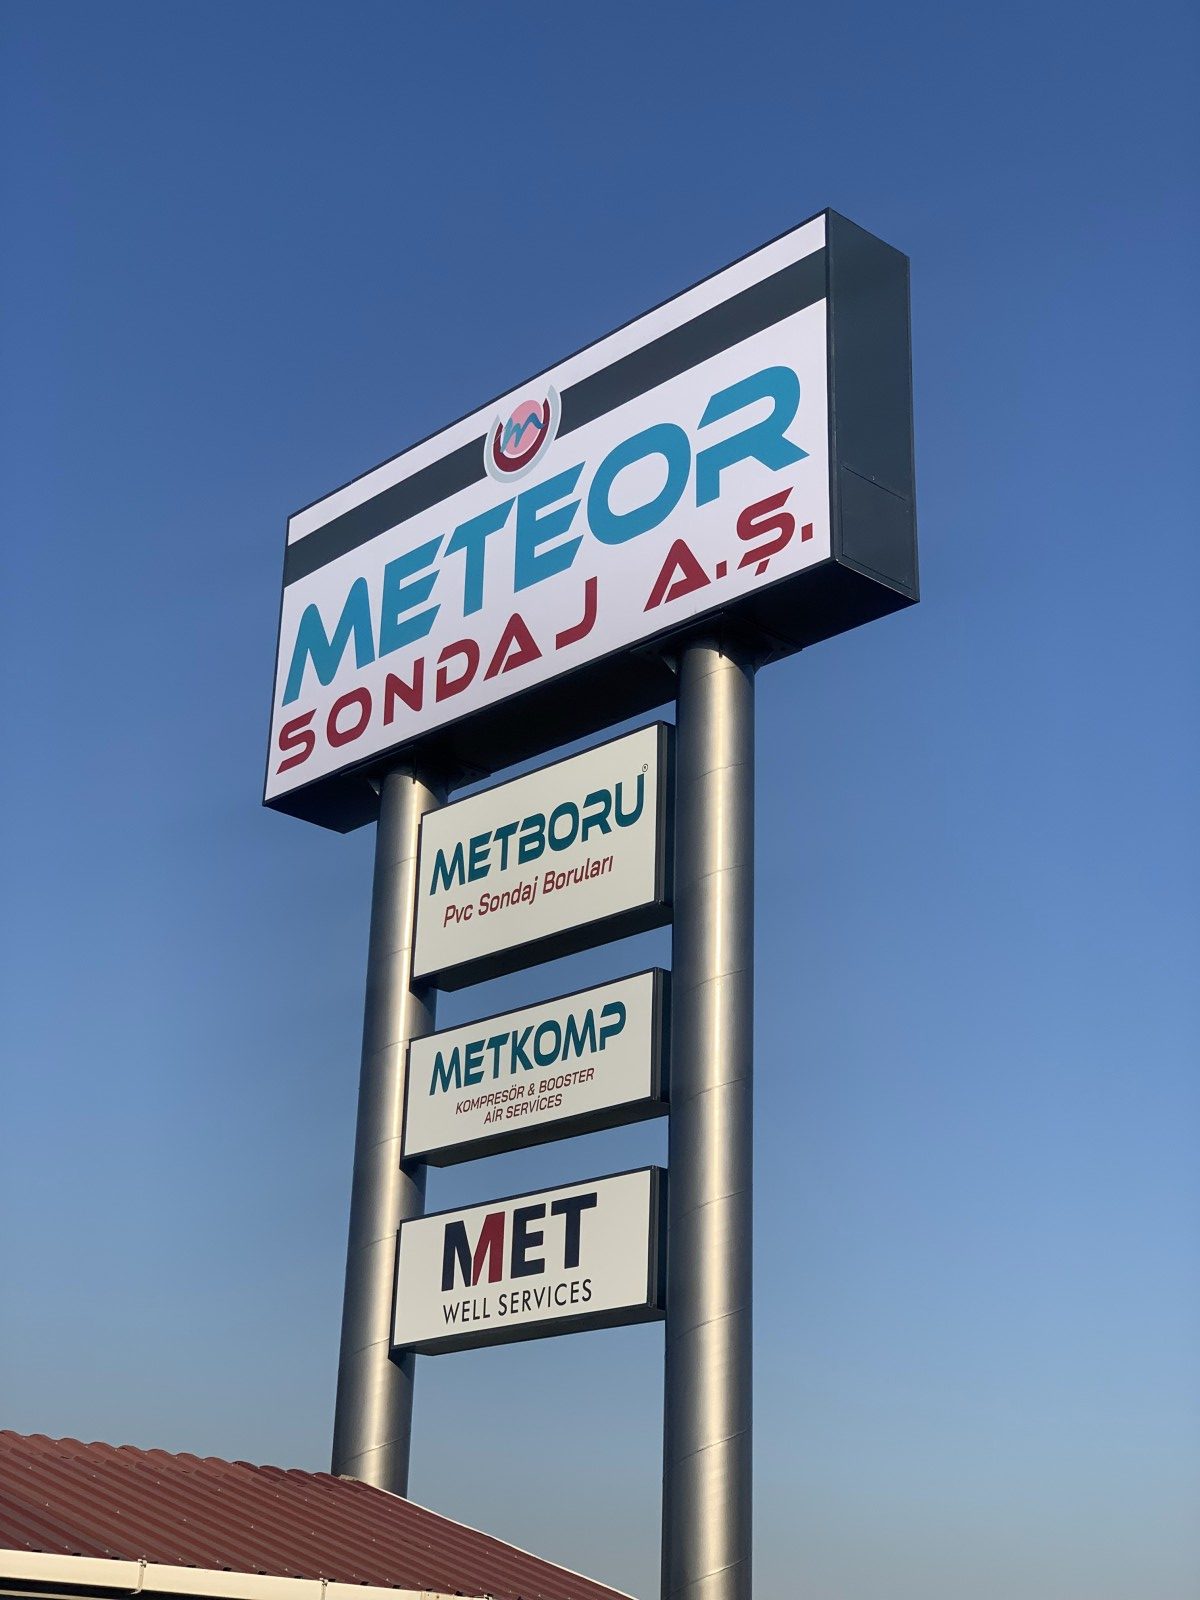 m
METEOR
SONDAJ A.Ş.
METBORU®
Pvc Sondaj Boruları
METKOMP
KOMPRESÖR & BOOSTER
AİR SERVİCES
MET
WELL SERVICES